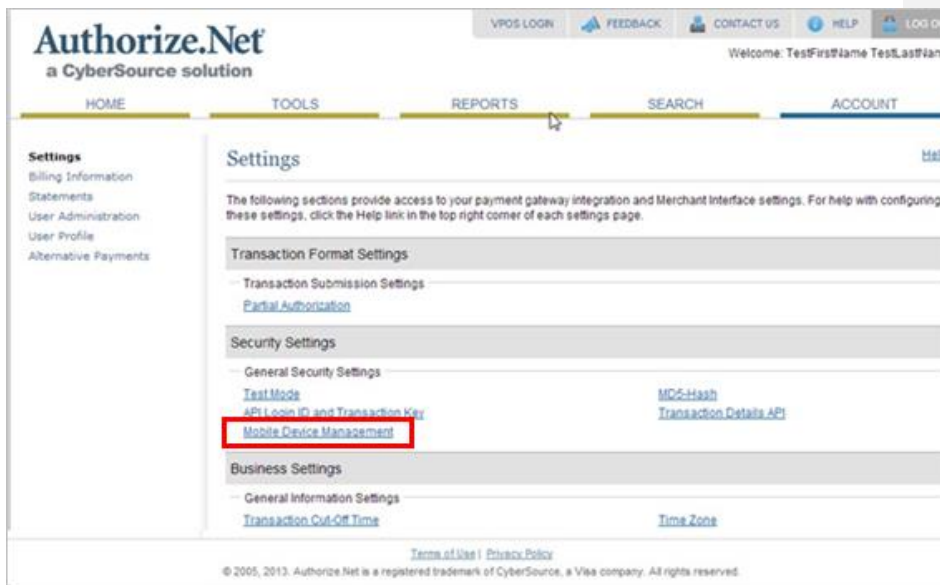 Authorize.Net
a CyberSource solution
VPOS LOGIN FEEDBACK CONTACT US HELP LOG O
Welcome: TestFirstName TestLastNam
HOME TOOLS REPORTS SEARCH ACCOUNT
Settings
Billing Information
Statements
User Administration
User Profile
Alternative Payments
Settings
Hel
The following sections provide access to your payment gateway integration and Merchant Interface settings. For help with configuring
these settings, click the Help link in the top right corner of each settings page.
Transaction Format Settings
Transaction Submission Settings
Partial Authorization
Security Settings
General Security Settings
Test Mode MD5-Hash
API Login ID and Transaction Key Transaction Details API
Mobile Device Management
Business Settings
General Information Settings
Transaction Cut-Off Time Time Zone
Terms of Use | Privacy Policy
© 2005, 2013. Authorize.Net is a registered trademark of CyberSource, a Visa company. All rights reserved.